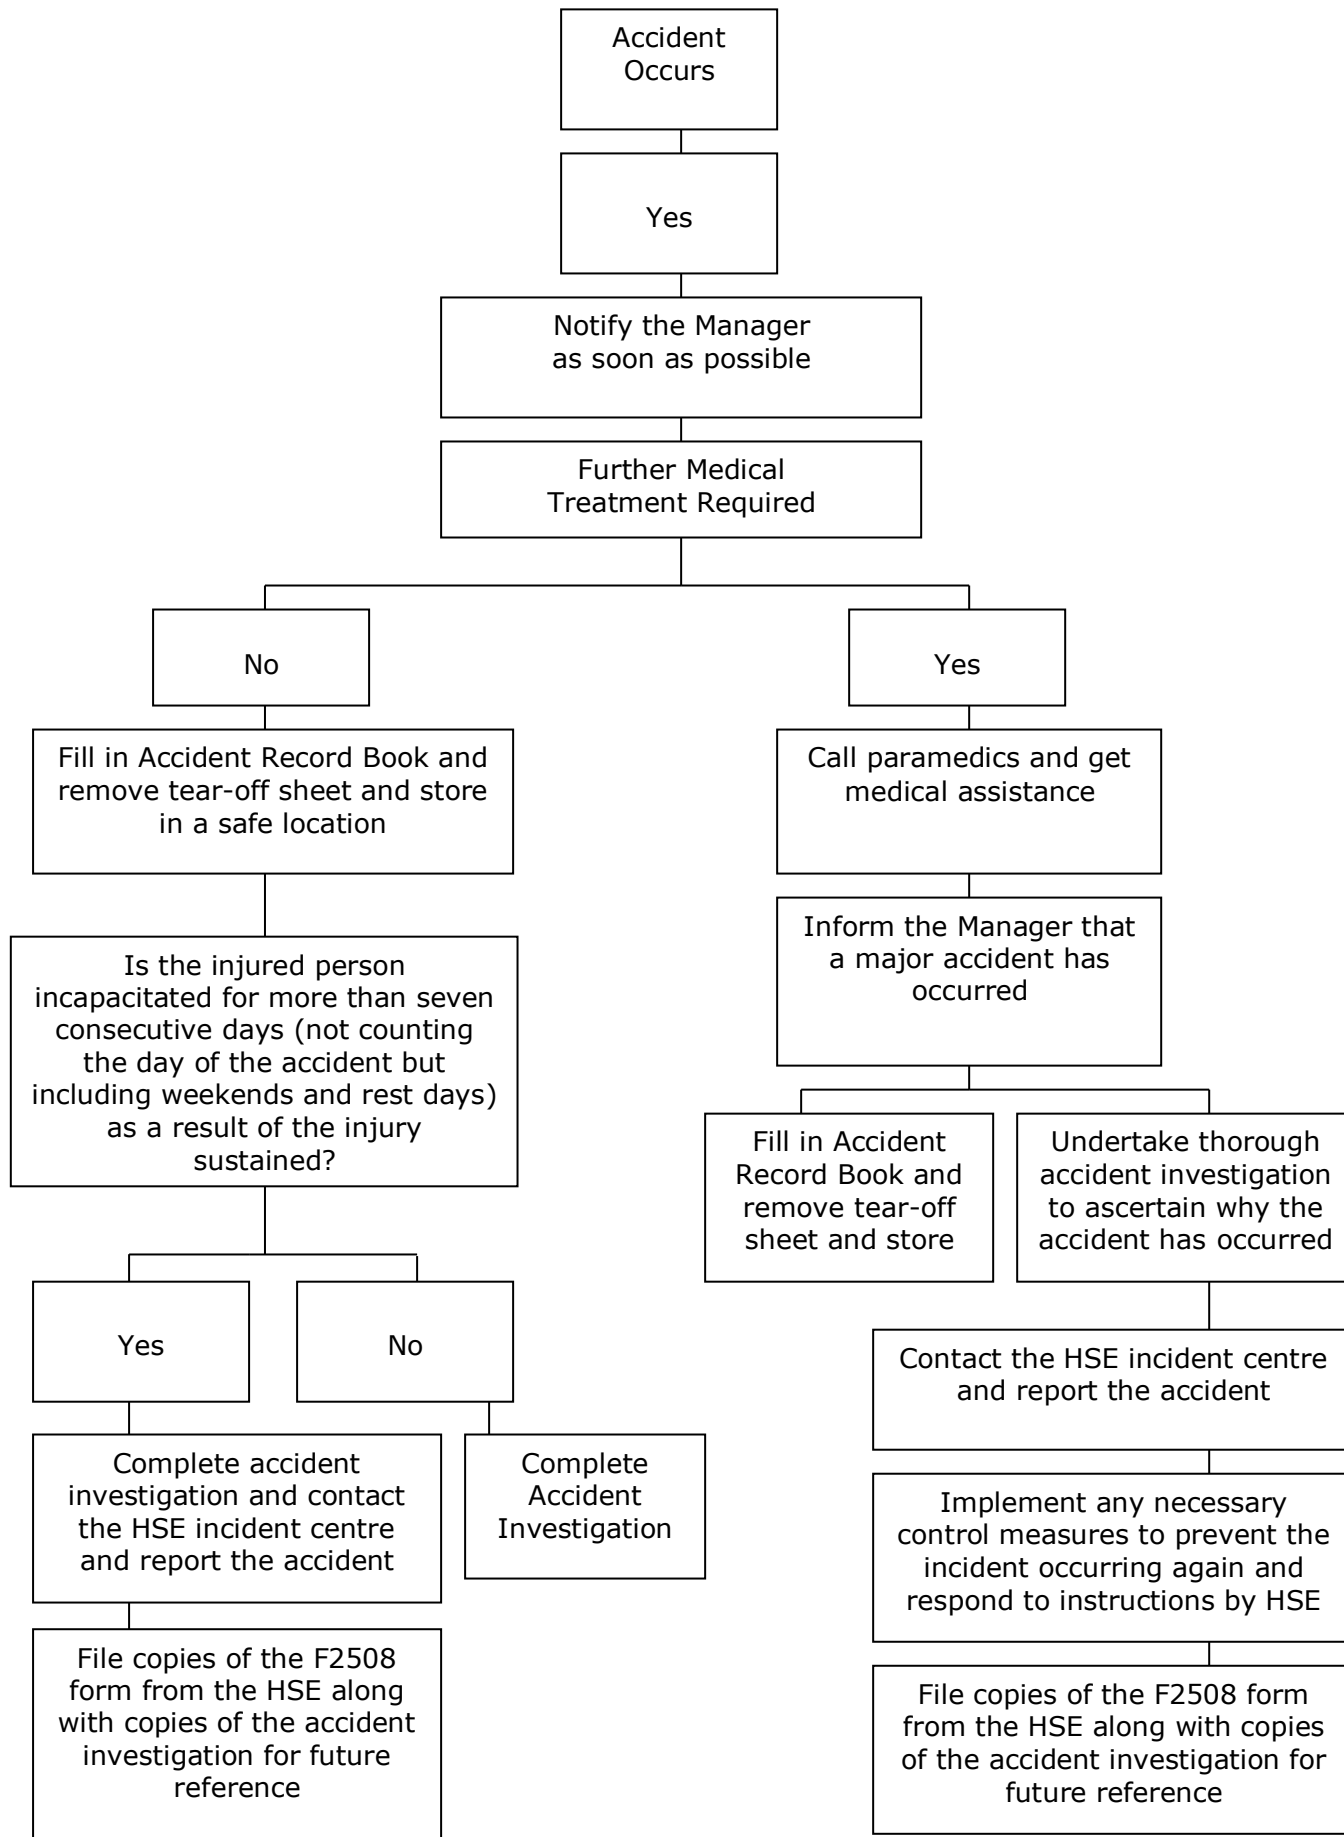 Accident
Occurs
Yes
Notify the Manager
as soon as possible
Further Medical
Treatment Required
No
Yes
Fill in Accident Record Book and
remove tear-off sheet and store
in a safe location
Call paramedics and get
medical assistance
Inform the Manager that
a major accident has
occurred
Is the injured person
incapacitated for more than seven
consecutive days (not counting
the day of the accident but
including weekends and rest days)
as a result of the injury
sustained?
Fill in Accident
Record Book and
remove tear-off
sheet and store
Undertake thorough
accident investigation
to ascertain why the
accident has occurred
Yes
No
Contact the HSE incident centre
and report the accident
Complete accident
investigation and contact
the HSE incident centre
and report the accident
Complete
Accident
Investigation
Implement any necessary
control measures to prevent the
incident occurring again and
respond to instructions by HSE
File copies of the F2508
form from the HSE along
with copies of the accident
investigation for future
reference
File copies of the F2508 form
from the HSE along with copies
of the accident investigation for
future reference